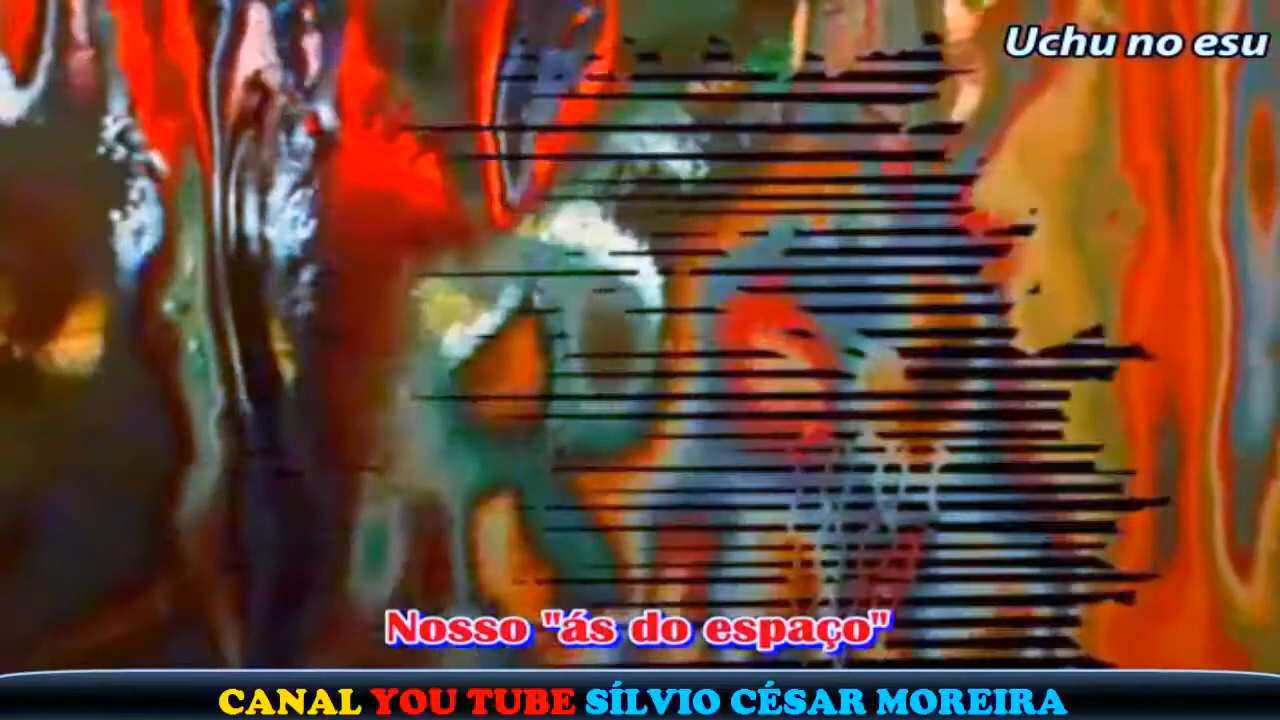 Uchu no esu
Nosso "ás do espaço"
CANAL YOU TUBE SÍLVIO CÉSAR MOREIRA